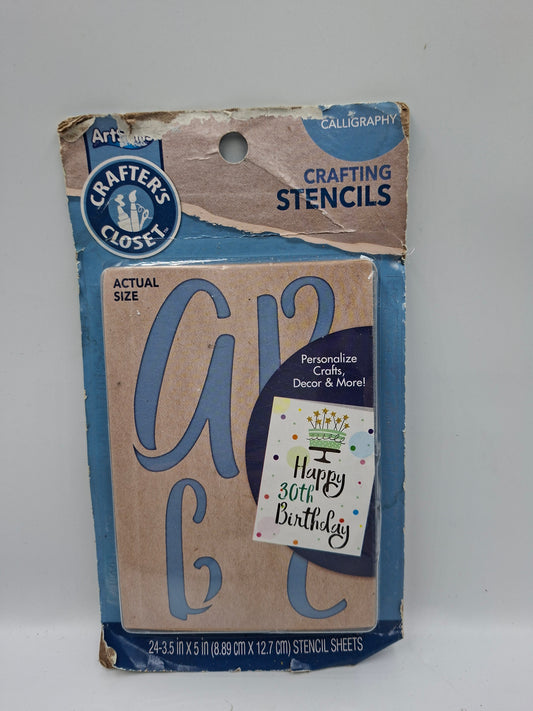 CALLIGRAPHY
CRAFTER'S
CLOSET
CRAFTING
STENCILS
ACTUAL
SIZE
Personalize
Crafts,
Decor & More!
Happy
30th
Birthday
24-3.5 in X 5 in (8.89 cm X 12.7 cm) STENCIL SHEETS